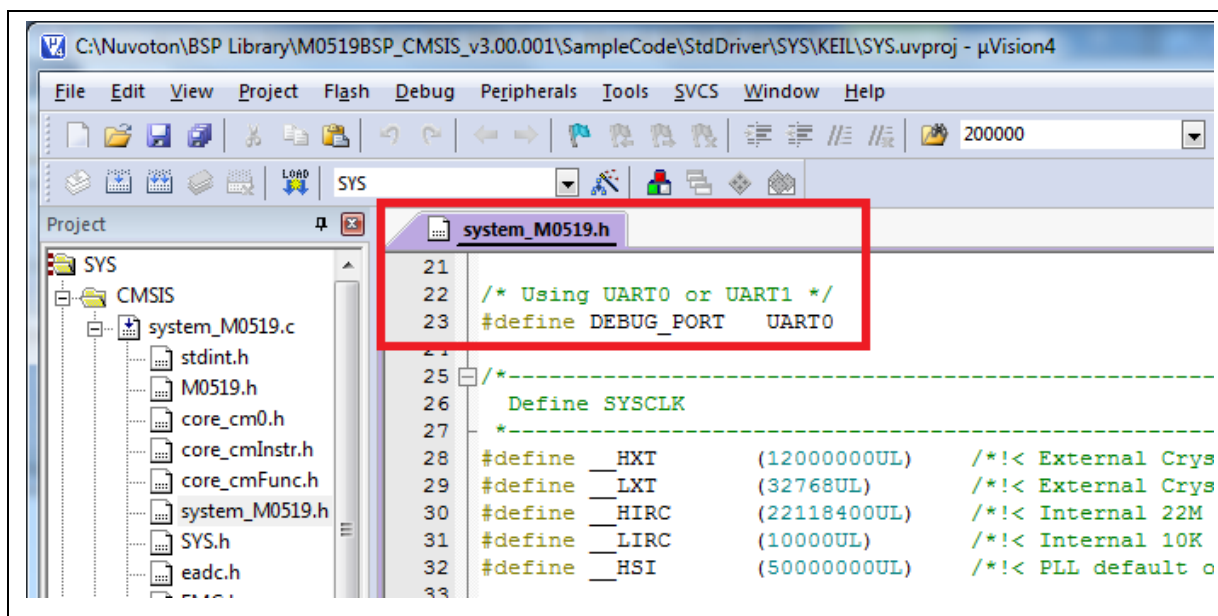 C:\Nuvoton\BSP Library\M0519BSP_CMSIS_v3.00.001\SampleCode\StdDriver\SYS\KEIL\SYS.uvproj - µVision4
File Edit View Project Flash Debug Peripherals Tools SVCS Window Help
200000
LOAD SYS
Project
system_M0519.h
SYS
CMSIS
system_M0519.c
stdint.h
M0519.h
core_cm0.h
core_cmInstr.h
core_cmFunc.h
system_M0519.h
SYS.h
eadc.h
21
22 /* Using UART0 or UART1 */
23 #define DEBUG_PORT UART0
24
25 /*----------------------------------------------------
26 Define SYSCLK
27 *----------------------------------------------------
28 #define __HXT (12000000UL) /*!< External Crys
29 #define __LXT (32768UL) /*!< External Crys
30 #define __HIRC (22118400UL) /*!< Internal 22M
31 #define __LIRC (10000UL) /*!< Internal 10K
32 #define __HSI (50000000UL) /*!< PLL default o
33